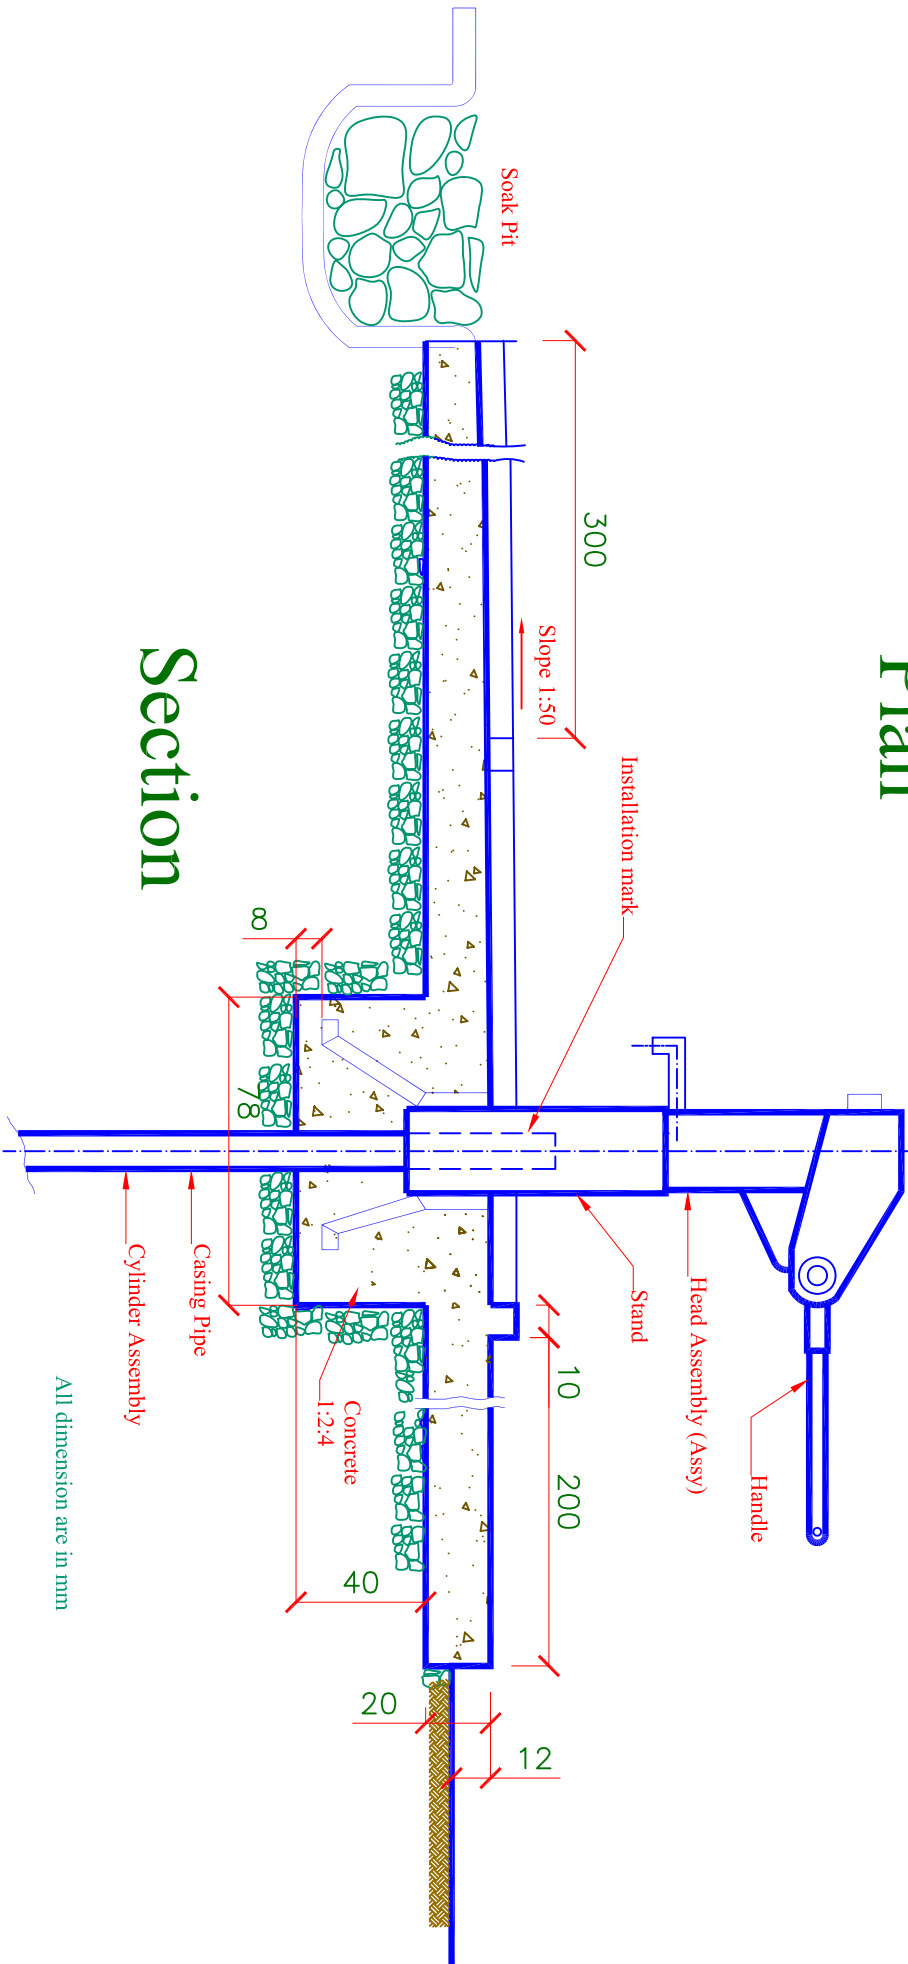 Plan
Soak Pit
300
Slope 1:50
Installation mark
Head Assembly (Assy)
Handle
Stand
10
200
Section
8
78
Concrete
1:2:4
40
20
12
Casing Pipe
Cylinder Assembly
All dimension are in mm